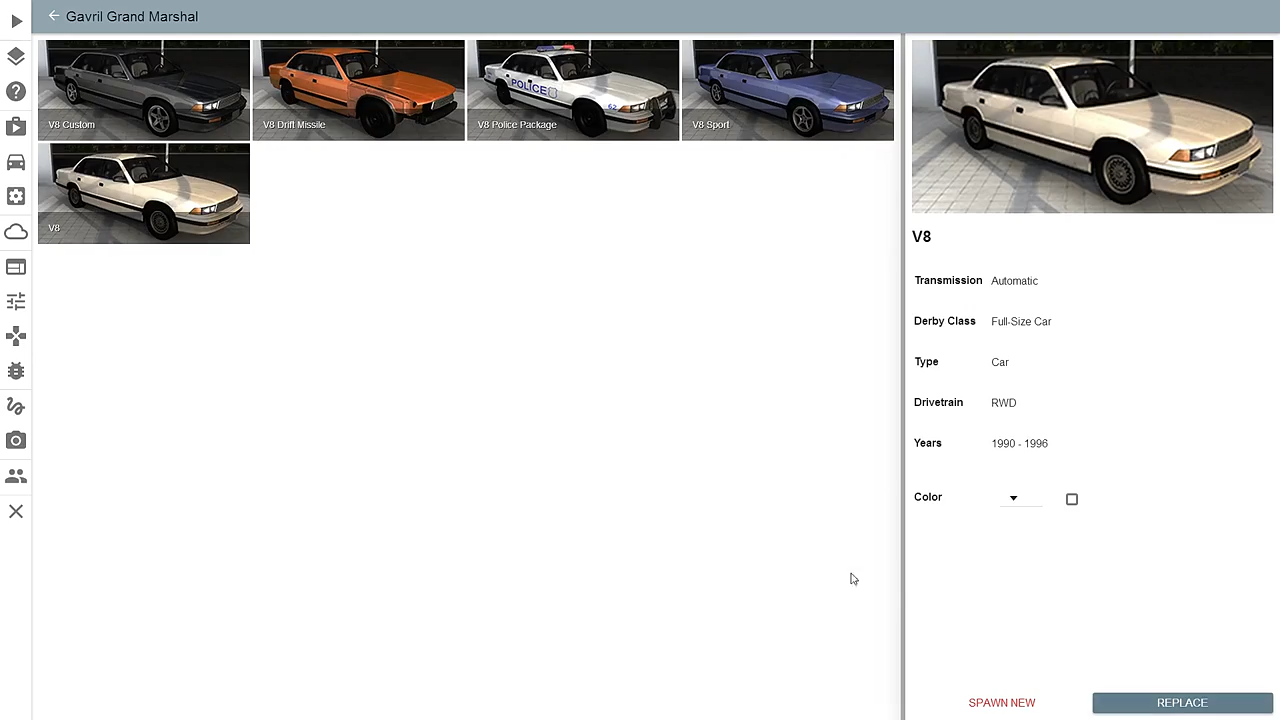 Gavril Grand Marshal
POLICE
62
V8 Custom
V8 Drift Missile
V8 Police Package
V8 Sport
V8
V8
Transmission Automatic
Derby Class Full-Size Car
Type Car
Drivetrain RWD
Years 1990 - 1996
Color
SPAWN NEW
REPLACE